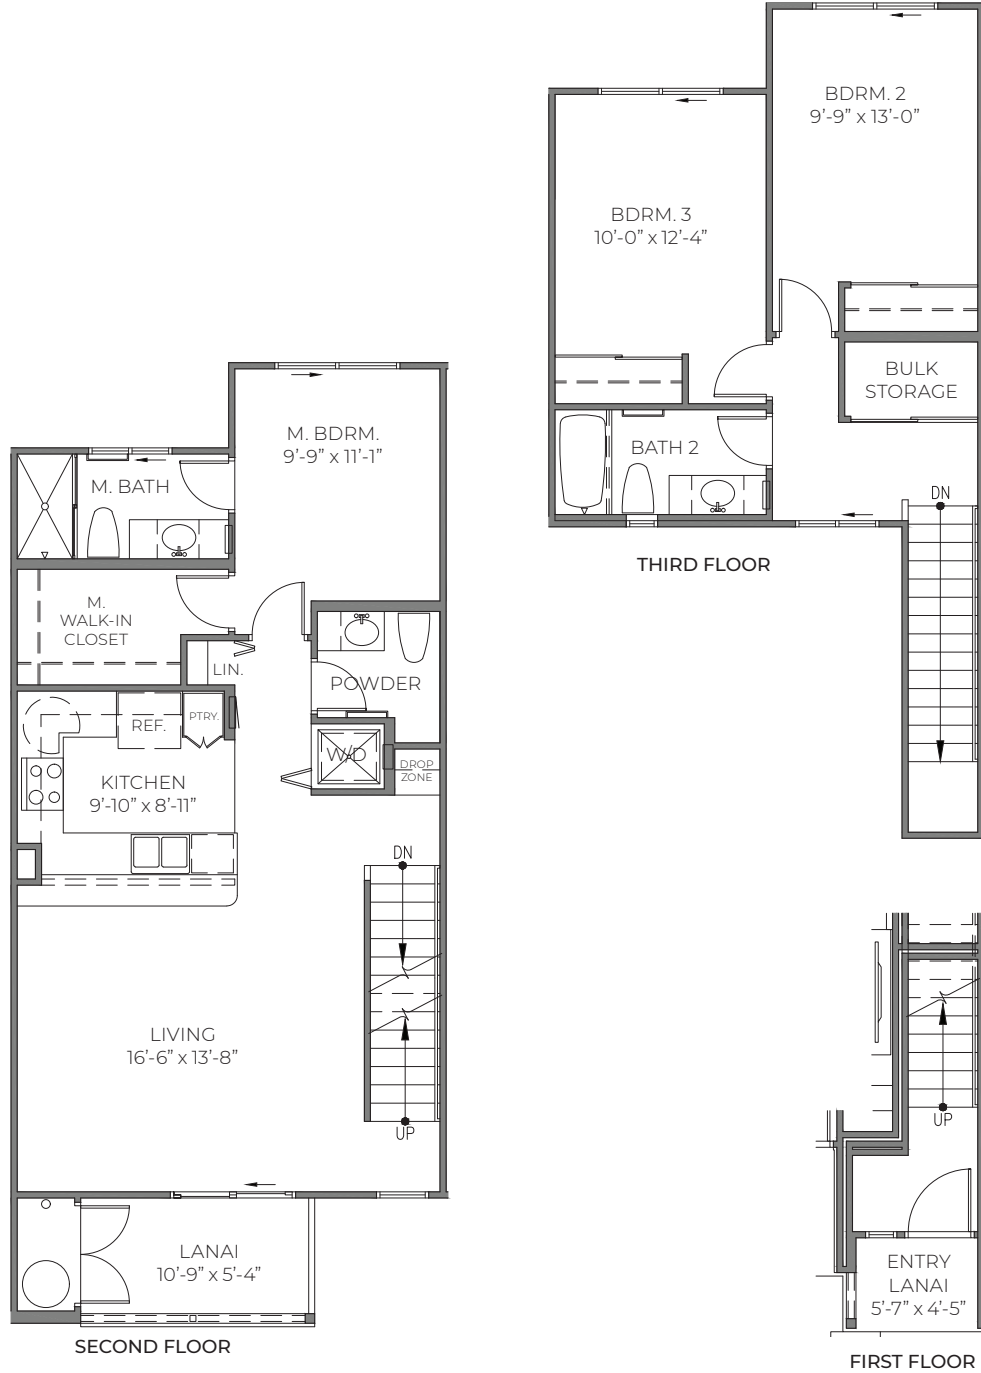 BDRM. 2
9’-9” x 13’-0”
BDRM. 3
10’-0” x 12’-4”
BULK
STORAGE
BATH 2
DN
THIRD FLOOR
M. BDRM.
9’-9” x 11’-1”
M. BATH
M.
WALK-IN
CLOSET
LIN.
POWDER
REF.
PTRY.
W/D
DROP
ZONE
KITCHEN
9’-10” x 8’-11”
DN
LIVING
16’-6” x 13’-8”
UP
LANAI
10’-9” x 5’-4”
SECOND FLOOR
UP
ENTRY
LANAI
5’-7” x 4’-5”
FIRST FLOOR